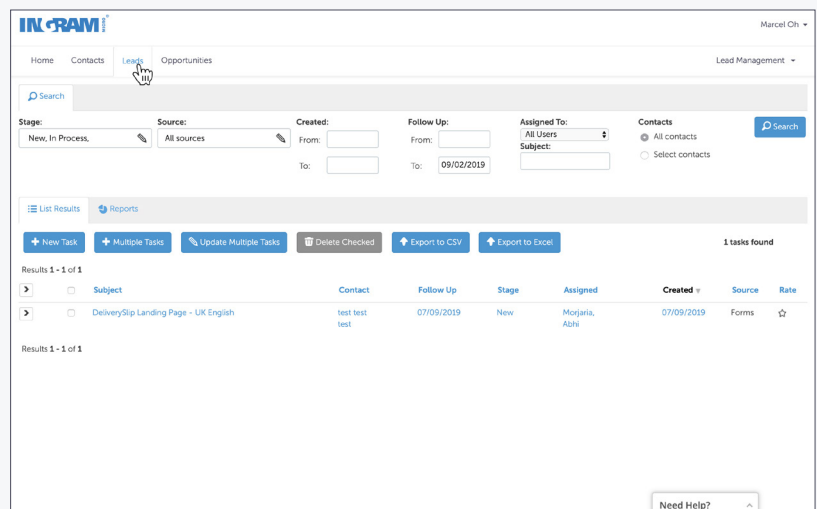 INGRAM MICRO
Marcel Oh
Home Contacts Leads Opportunities Lead Management
Search
Stage: Source: Created: Follow Up: Assigned To: Contacts
New, In Process, All sources From: From: All Users All contacts Search
Subject:
Select contacts
To: To: 09/02/2019
List Results Reports
New Task Multiple Tasks Update Multiple Tasks Delete Checked Export to CSV Export to Excel 1 tasks found
Results 1 - 1 of 1
Subject Contact Follow Up Stage Assigned Created Source Rate
DeliverySlip Landing Page - UK English test test 07/09/2019 New Morjaria, 07/09/2019 Forms
test Abhi
Results 1 - 1 of 1
Need Help?